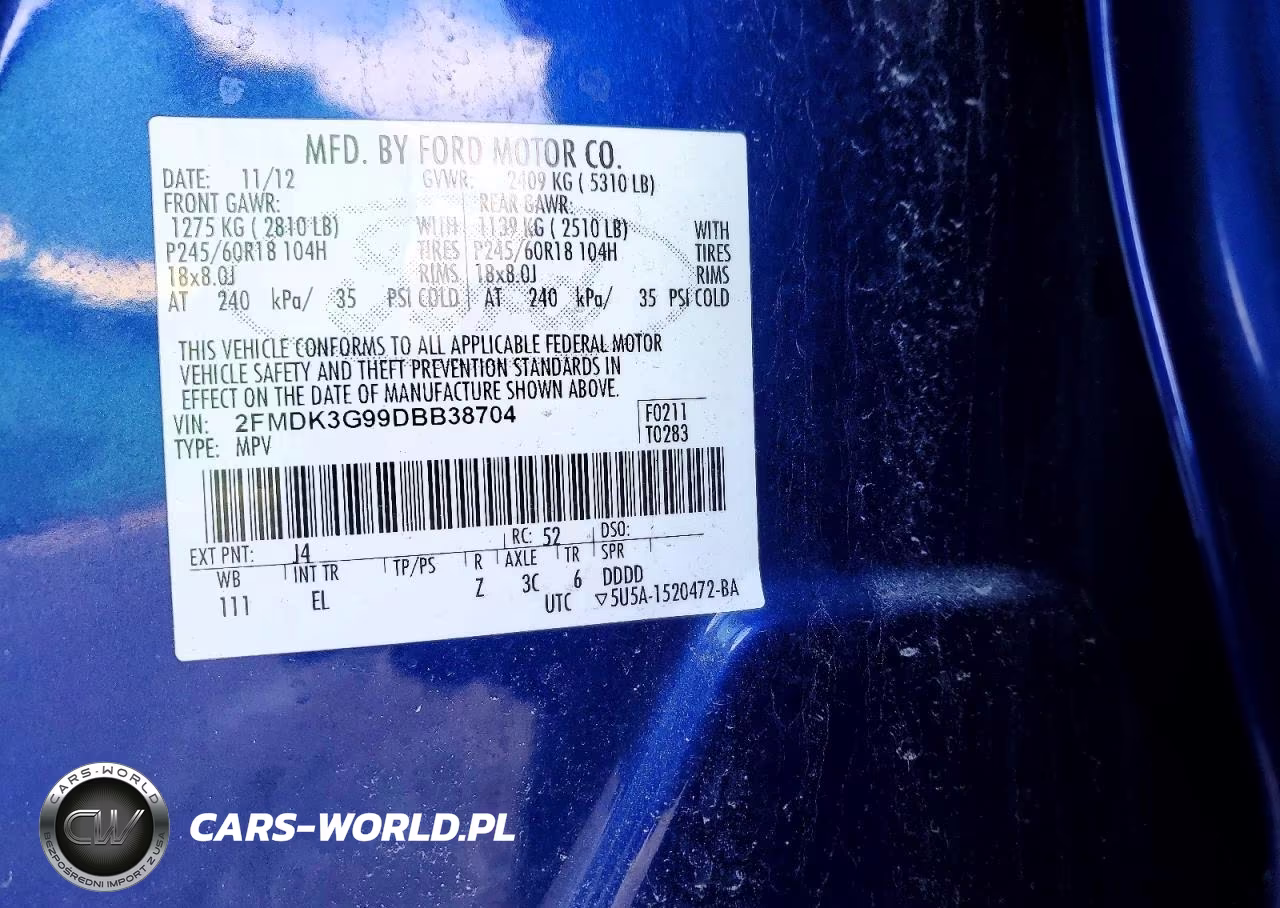 MFD. BY FORD MOTOR CO.
DATE: 11/12 GVWR: 2409 KG ( 5310 LB)
FRONT GAWR: REAR GAWR:
1275 KG ( 2810 LB) WITH 1139 KG ( 2510 LB) WITH
P245/60R18 104H TIRES P245/60R18 104H TIRES
18x8.0J RIMS 18x8.0J RIMS
AT 240 kPa/ 35 PSI COLD AT 240 kPa/ 35 PSI COLD
THIS VEHICLE CONFORMS TO ALL APPLICABLE FEDERAL MOTOR
VEHICLE SAFETY AND THEFT PREVENTION STANDARDS IN
EFFECT ON THE DATE OF MANUFACTURE SHOWN ABOVE.
VIN: 2FMDK3G99DBB38704 F0211
TYPE: MPV T0283
EXT PNT: J4 RC: 52 DSO:
WB INT TR TP/PS R AXLE TR SPR
111 EL Z 3C 6 DDDD
UTC ▽5U5A-1520472-BA
CARS-WORLD
CW
BEZPOŚREDNI IMPORT Z USA
CARS-WORLD.PL